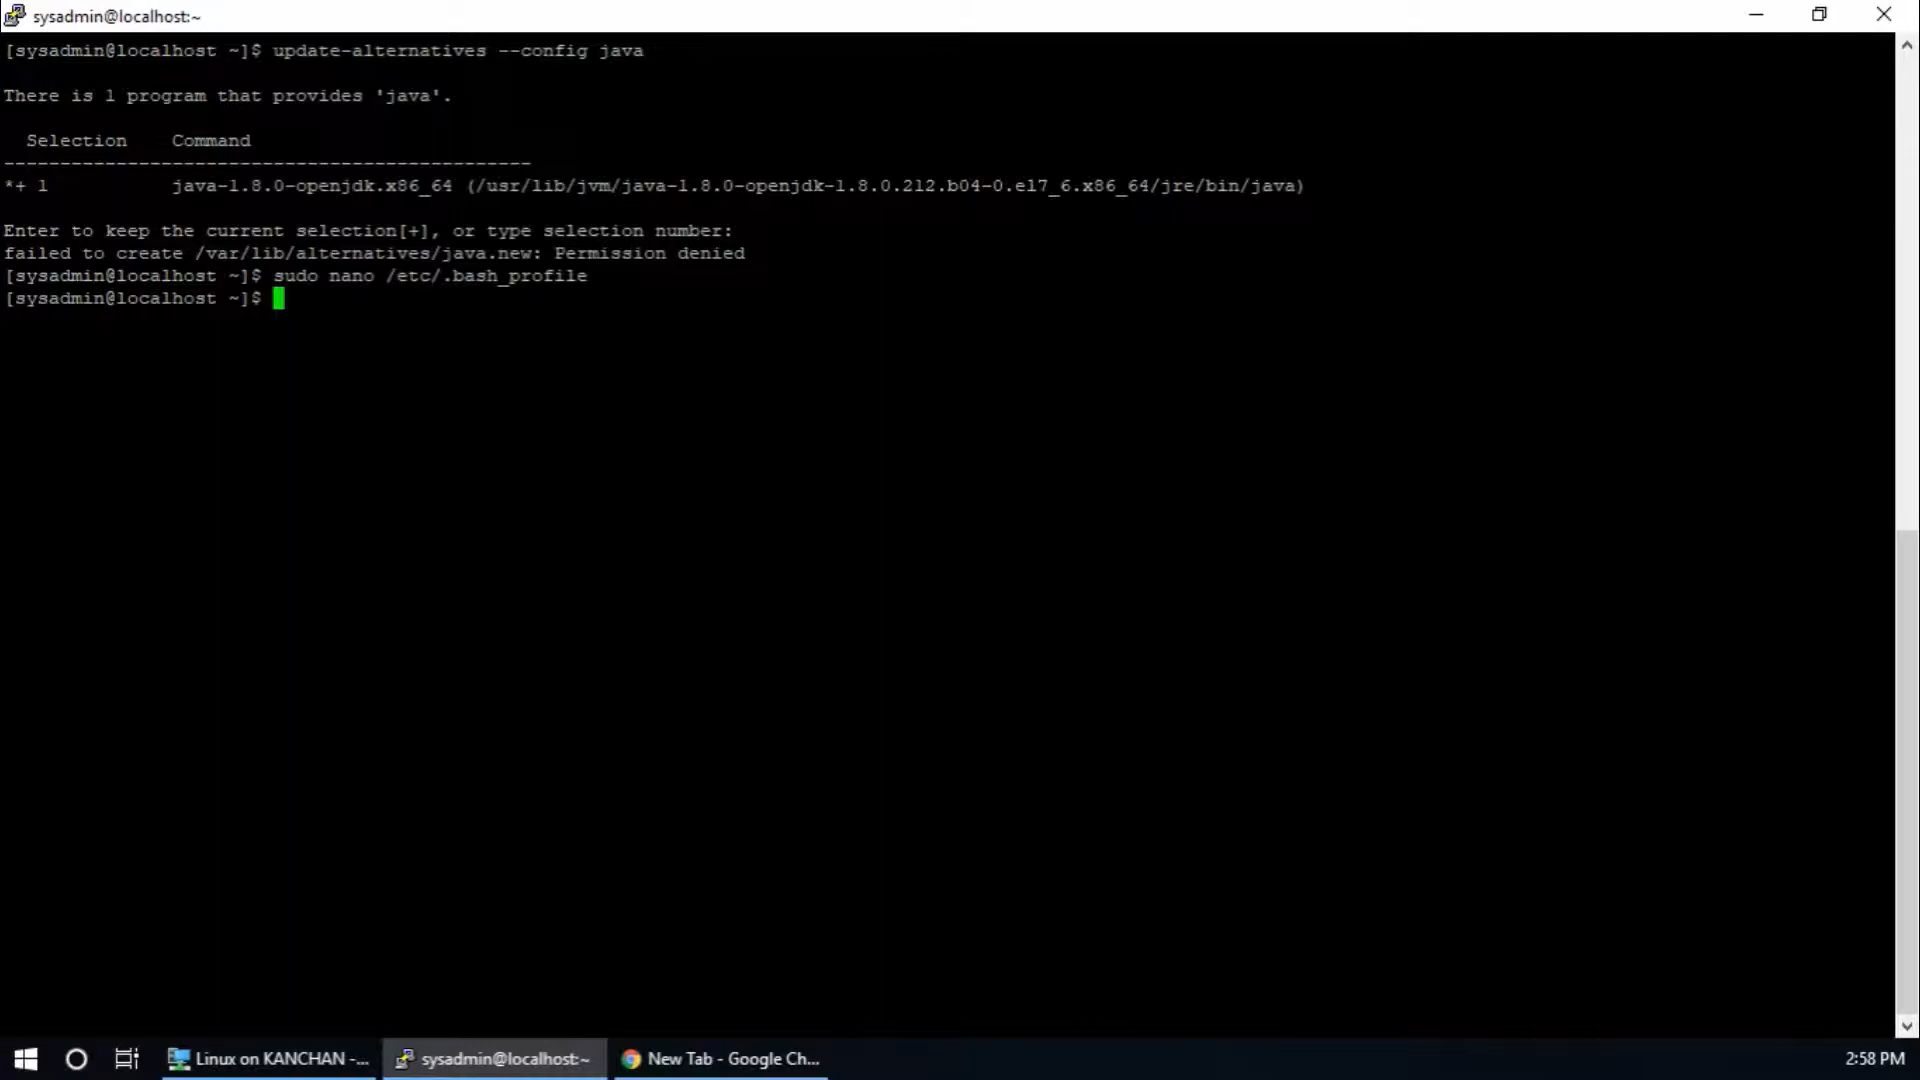 sysadmin@localhost:~
[sysadmin@localhost ~]$ update-alternatives --config java
There is 1 program that provides 'java'.
Selection    Command
-----------------------------------------------
*+ 1           java-1.8.0-openjdk.x86_64 (/usr/lib/jvm/java-1.8.0-openjdk-1.8.0.212.b04-0.el7_6.x86_64/jre/bin/java)
Enter to keep the current selection[+], or type selection number:
failed to create /var/lib/alternatives/java.new: Permission denied
[sysadmin@localhost ~]$ sudo nano /etc/.bash_profile
[sysadmin@localhost ~]$
Linux on KANCHAN -... sysadmin@localhost:~ New Tab - Google Ch... 2:58 PM